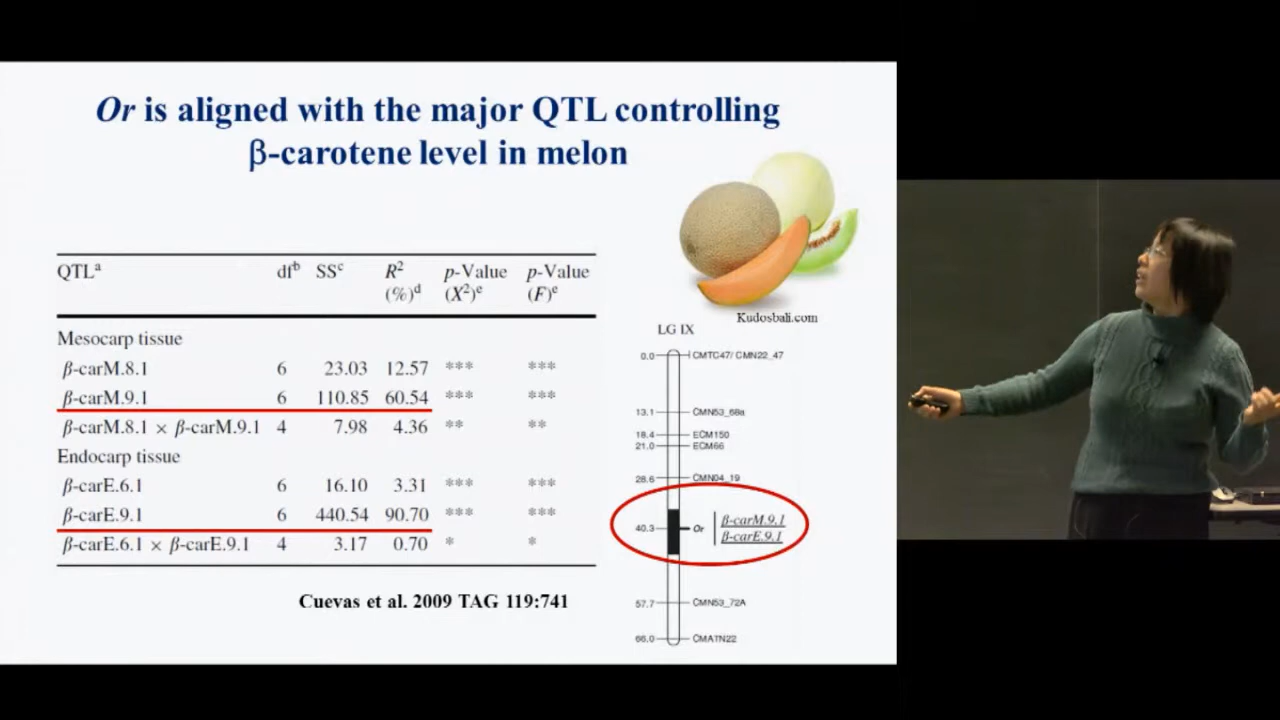 Or is aligned with the major QTL controlling
β-carotene level in melon
QTLa dfb SSc R2 p-Value p-Value
(%)d (X2)e (F)e
Mesocarp tissue
β-carM.8.1 6 23.03 12.57 *** ***
β-carM.9.1 6 110.85 60.54 *** ***
β-carM.8.1 × β-carM.9.1 4 7.98 4.36 ** **
Endocarp tissue
β-carE.6.1 6 16.10 3.31 *** ***
β-carE.9.1 6 440.54 90.70 *** ***
β-carE.6.1 × β-carE.9.1 4 3.17 0.70 * *
Cuevas et al. 2009 TAG 119:741
Kudosbali.com
LG IX
0.0 CMTC47/ CMN22_47
13.1 CMN53_68a
18.4 ECM150
21.0 ECM66
28.6 CMN04_19
40.3 Or β-carM.9.1
β-carE.9.1
57.7 CMN53_72A
66.0 CMATN22